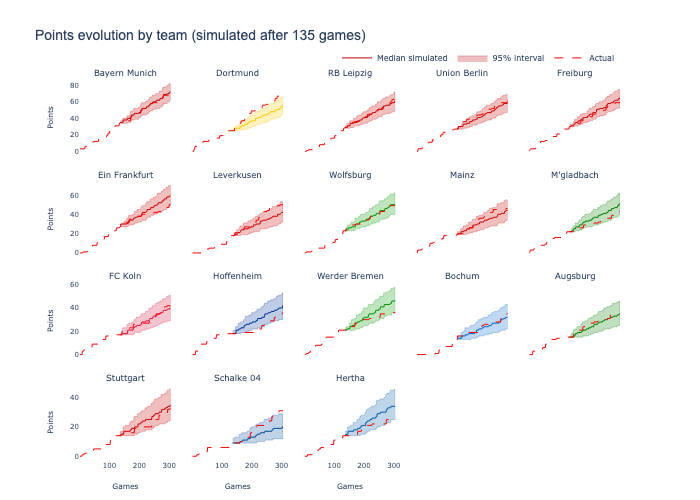 Points evolution by team (simulated after 135 games)
Median simulated 95% interval Actual
Bayern Munich Dortmund RB Leipzig Union Berlin Freiburg
80
60
40
20
0
Points
Ein Frankfurt Leverkusen Wolfsburg Mainz M'gladbach
60
40
20
0
Points
FC Koln Hoffenheim Werder Bremen Bochum Augsburg
60
40
20
0
Points
Stuttgart Schalke 04 Hertha
40
20
0
Points
100 200 300 100 200 300 100 200 300
Games Games Games